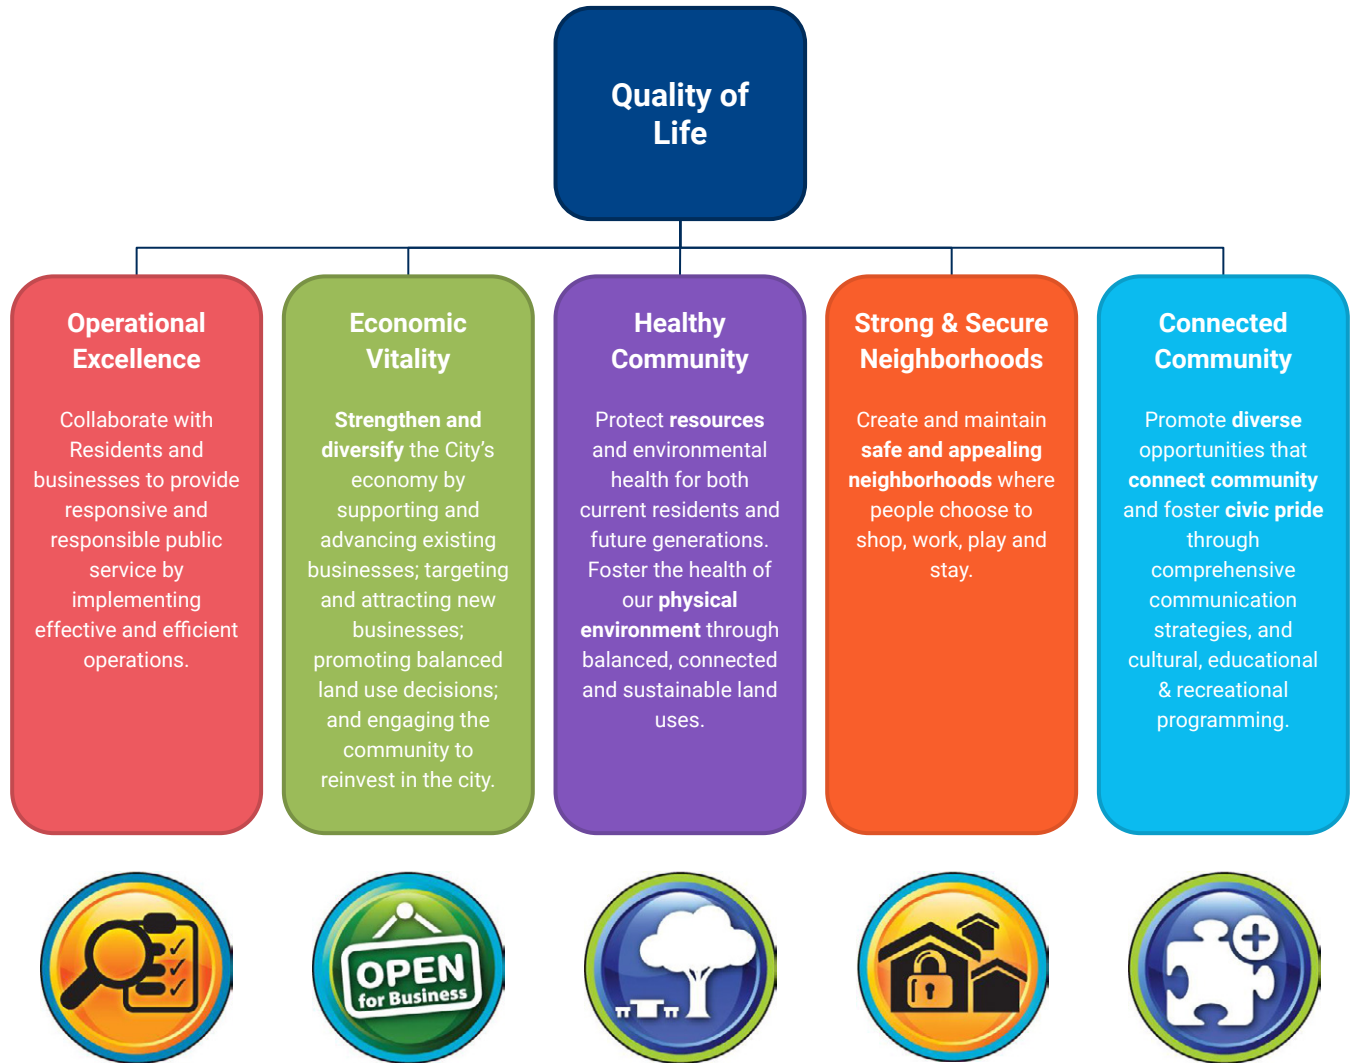 Quality of
Life
Operational
Excellence
Collaborate with
Residents and
businesses to provide
responsive and
responsible public
service by
implementing
effective and efficient
operations.
Economic
Vitality
Strengthen and
diversify the City’s
economy by
supporting and
advancing existing
businesses; targeting
and attracting new
businesses;
promoting balanced
land use decisions;
and engaging the
community to
reinvest in the city.
Healthy
Community
Protect resources
and environmental
health for both
current residents and
future generations.
Foster the health of
our physical
environment through
balanced, connected
and sustainable land
uses.
Strong & Secure
Neighborhoods
Create and maintain
safe and appealing
neighborhoods where
people choose to
shop, work, play and
stay.
Connected
Community
Promote diverse
opportunities that
connect community
and foster civic pride
through
comprehensive
communication
strategies, and
cultural, educational
& recreational
programming.
OPEN
for Business